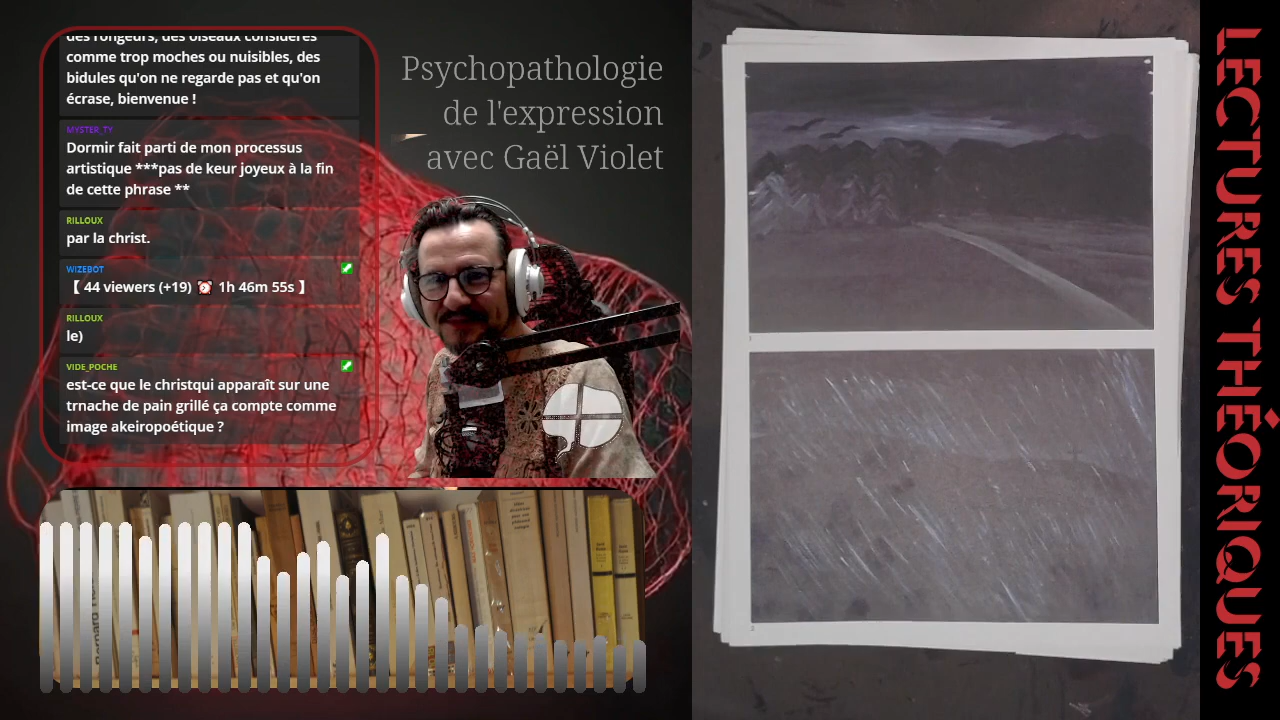 des rongeurs, des oiseaux considérés
comme trop moches ou nuisibles, des
bidules qu'on ne regarde pas et qu'on
écrase, bienvenue !
MYSTER_TY
Dormir fait parti de mon processus
artistique ***pas de keur joyeux à la fin
de cette phrase **
RILLOUX
par la christ.
WIZEBOT
【 44 viewers (+19) ⏰ 1h 46m 55s 】
RILLOUX
le)
VIDE_POCHE
est-ce que le christqui apparaît sur une
trnache de pain grillé ça compte comme
image akeiropoétique ?
Psychopathologie
de l'expression
avec Gaël Violet
LECTURES THÉORIQUES